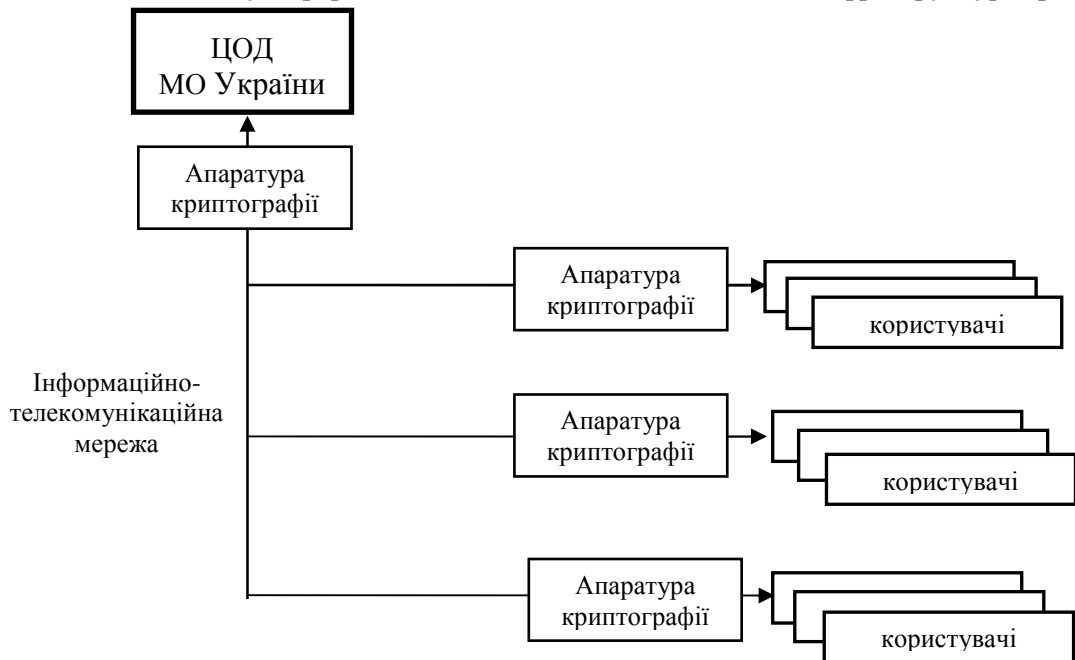 ЦОД
МО України
Апаратура
криптографії
Апаратура
криптографії
користувачі
Інформаційно-
телекомунікаційна
мережа
Апаратура
криптографії
користувачі
Апаратура
криптографії
користувачі